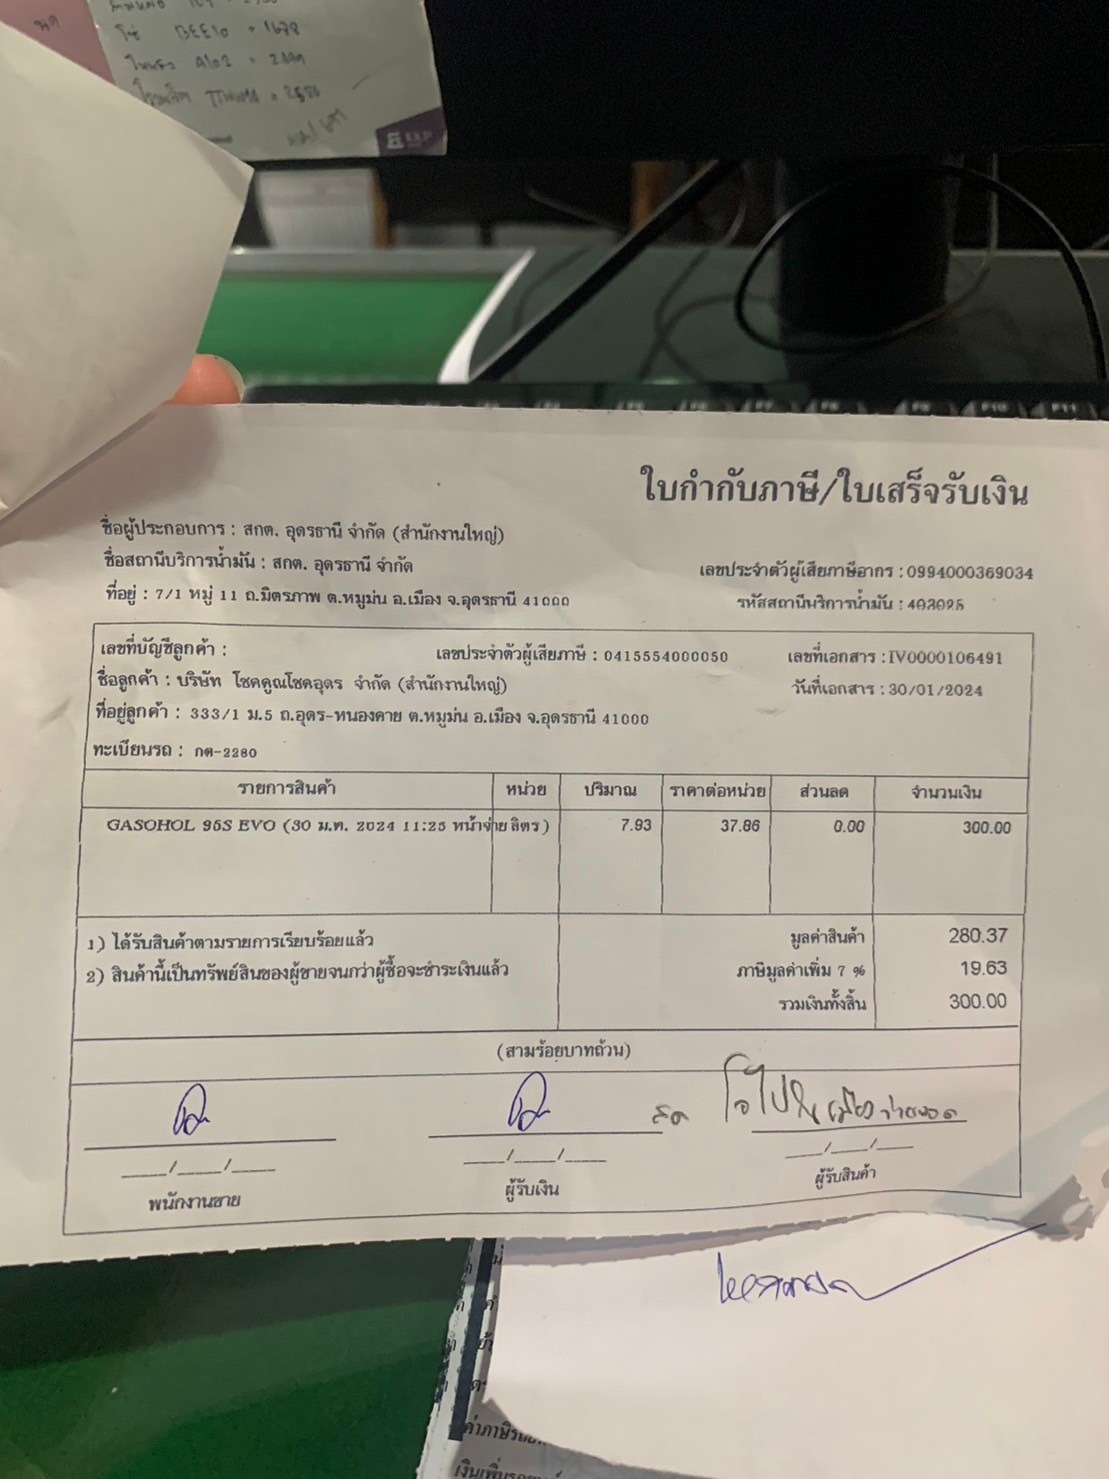 BEE10 = 1678
A102 =
ใบกำกับภาษี/ใบเสร็จรับเงิน
ชื่อผู้ประกอบการ : สกต. อุดรธานี จำกัด (สำนักงานใหญ่)
ชื่อสถานีบริการน้ำมัน : สกต. อุดรธานี จำกัด
เลขประจำตัวผู้เสียภาษีอากร : 0994000369034
ที่อยู่ : 7/1 หมู่ 11 ถ.มิตรภาพ ต.หมูม่น อ.เมือง จ.อุดรธานี 41000
รหัสสถานีบริการน้ำมัน : 403025
เลขที่บัญชีลูกค้า :
เลขประจำตัวผู้เสียภาษี : 0415554000050
เลขที่เอกสาร : IV0000106491
ชื่อลูกค้า : บริษัท โชคคูณโชคอุดร จำกัด (สำนักงานใหญ่)
วันที่เอกสาร : 30/01/2024
ที่อยู่ลูกค้า : 333/1 ม.5 ถ.อุดร-หนองคาย ต.หมูม่น อ.เมือง จ.อุดรธานี 41000
ทะเบียนรถ : กต-2280
รายการสินค้า หน่วย ปริมาณ ราคาต่อหน่วย ส่วนลด จำนวนเงิน
GASOHOL 95S EVO (30 ม.ค. 2024 11:25 หน้าจ่าย ลิตร) 7.93 37.86 0.00 300.00
1) ได้รับสินค้าตามรายการเรียบร้อยแล้ว
มูลค่าสินค้า 280.37
2) สินค้านี้เป็นทรัพย์สินของผู้ขายจนกว่าผู้ซื้อจะชำระเงินแล้ว
ภาษีมูลค่าเพิ่ม 7 % 19.63
รวมเงินทั้งสิ้น 300.00
(สามร้อยบาทถ้วน)
สด
___/___/___ ___/___/___ ___/___/___
พนักงานขาย ผู้รับเงิน ผู้รับสินค้า